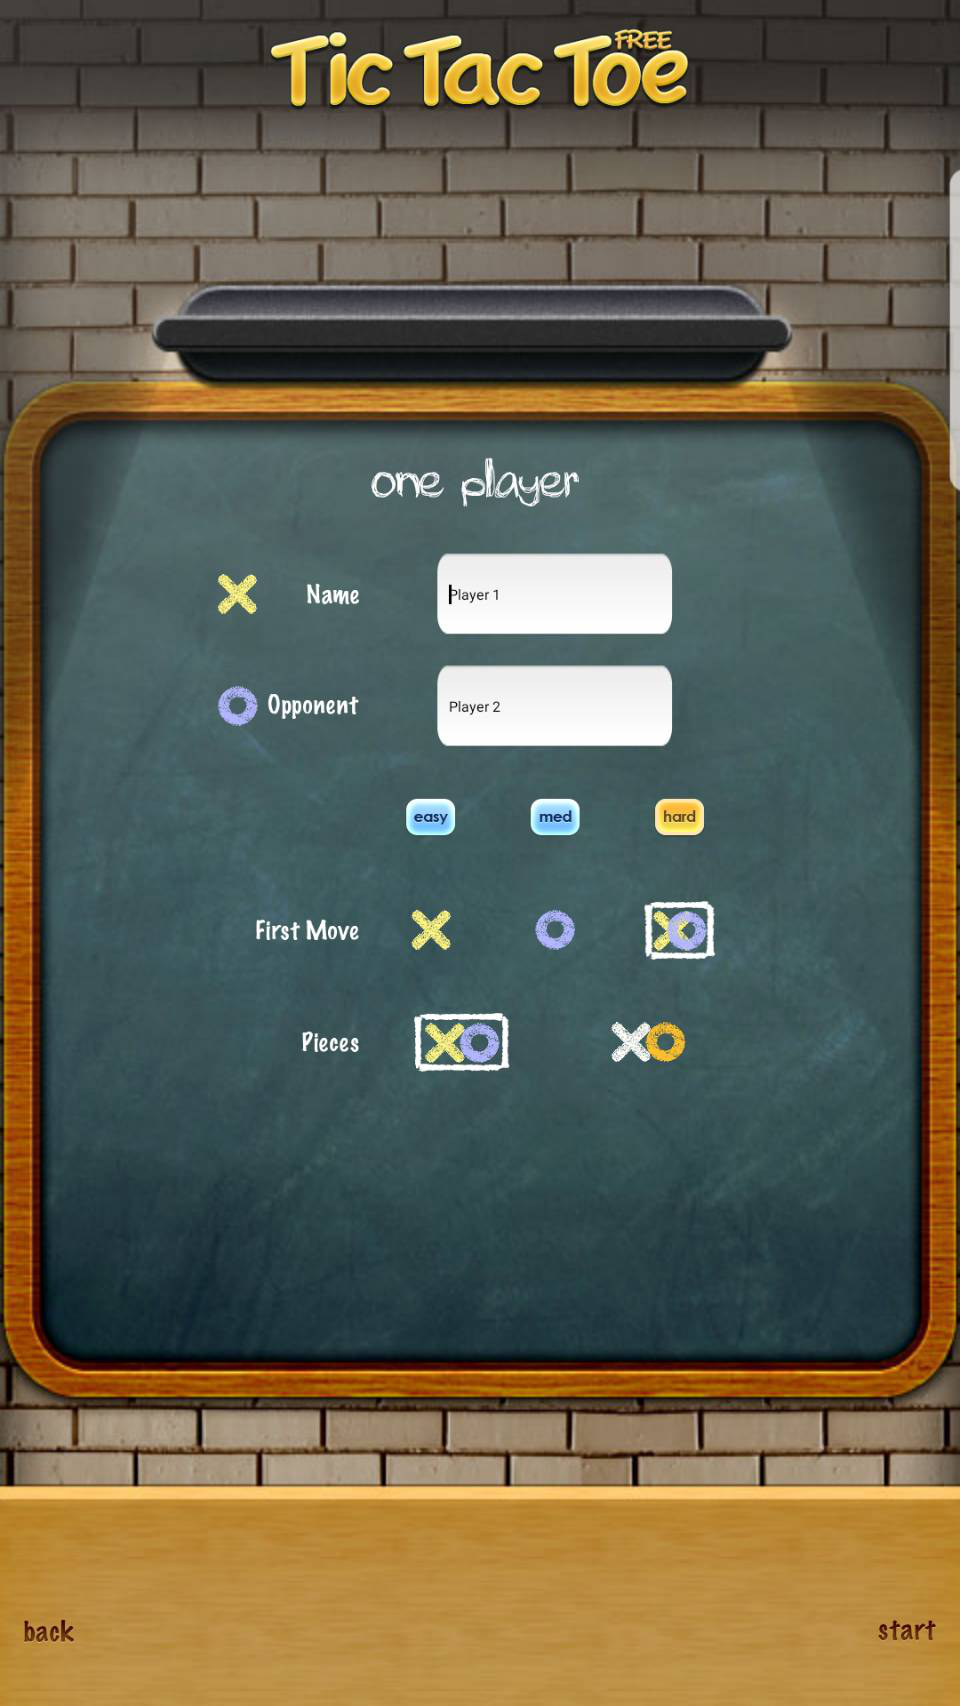 Tic Tac Toe FREE
one player
Name
Player 1
Opponent
Player 2
easy med hard
First Move
Pieces
back start